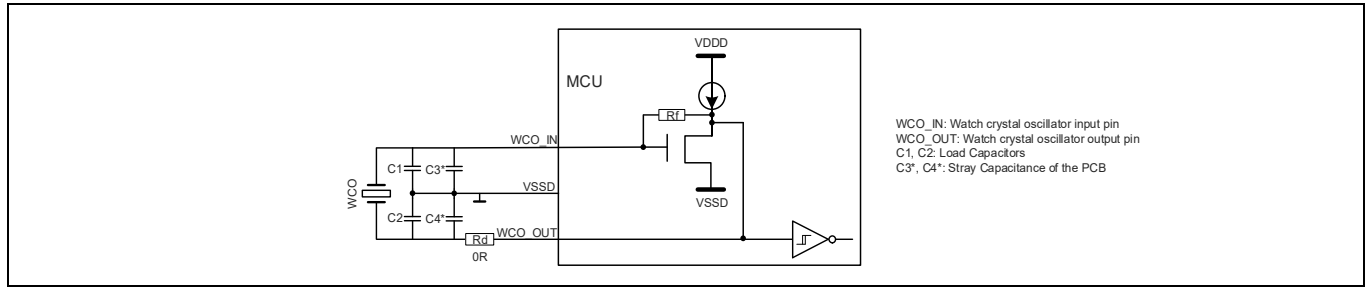 VDDD
MCU
Rf
WCO_IN
C1 C3*
WCO
VSSD
VSSD
C2 C4*
Rd
WCO_OUT
0R
WCO_IN: Watch crystal oscillator input pin
WCO_OUT: Watch crystal oscillator output pin
C1, C2: Load Capacitors
C3*, C4*: Stray Capacitance of the PCB